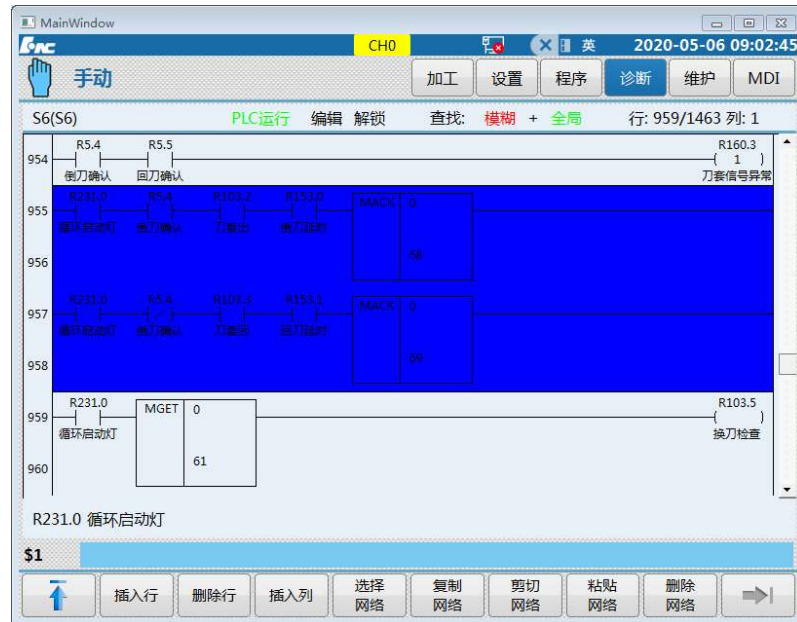 MainWindow
CH0 英 2020-05-06 09:02:45
手动 加工 设置 程序 诊断 维护 MDI
S6(S6) PLC运行 编辑 解锁 查找: 模糊 + 全局 行: 959/1463 列: 1
R5.4 R5.5 R160.3
954 ( 1 )
倒刀确认 回刀确认 刀套信号异常
R231.0 R5.4 R103.2 R153.0 MACK 0
955
循环启动灯 倒刀确认 刀套出 倒刀延时
956 68
R231.0 R5.4 R103.3 R153.1 MACK 0
957
循环启动灯 倒刀确认 刀套回 回刀延时
958 69
R231.0 MGET 0 R103.5
959 ( )
循环启动灯 换刀检查
960 61
R231.0 循环启动灯
$1
插入行 删除行 插入列 选择 复制 剪切 粘贴 删除
网络 网络 网络 网络 网络